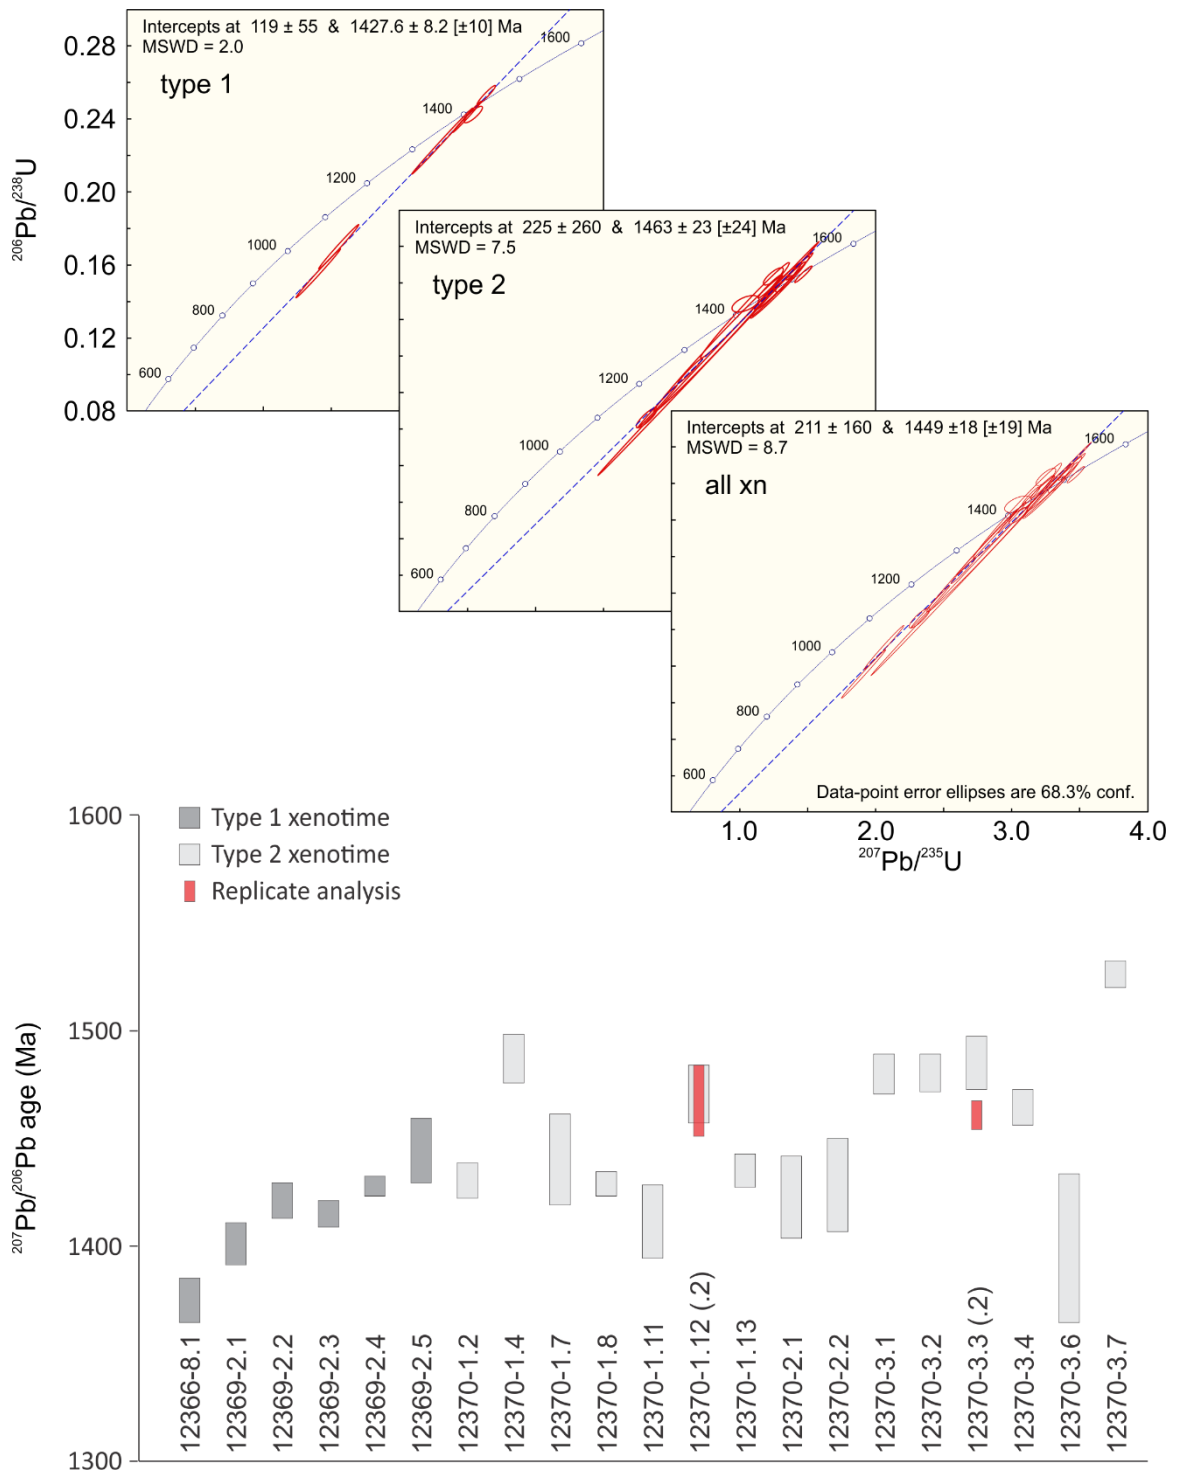 Intercepts at 119 ± 55 & 1427.6 ± 8.2 [±10] Ma
MSWD = 2.0
type 1
1600
1400
1200
1000
800
600
0.28
0.24
0.20
0.16
0.12
0.08
206Pb/238U
Intercepts at 225 ± 260 & 1463 ± 23 [±24] Ma
MSWD = 7.5
type 2
1600
1400
1200
1000
800
600
Intercepts at 211 ± 160 & 1449 ±18 [±19] Ma
MSWD = 8.7
all xn
1600
1400
1200
1000
800
600
Data-point error ellipses are 68.3% conf.
1.0 2.0 3.0 4.0
207Pb/235U
Type 1 xenotime
Type 2 xenotime
Replicate analysis
1600
1500
1400
1300
207Pb/206Pb age (Ma)
12366-8.1
12369-2.1
12369-2.2
12369-2.3
12369-2.4
12369-2.5
12370-1.2
12370-1.4
12370-1.7
12370-1.8
12370-1.11
12370-1.12 (.2)
12370-1.13
12370-2.1
12370-2.2
12370-3.1
12370-3.2
12370-3.3 (.2)
12370-3.4
12370-3.6
12370-3.7